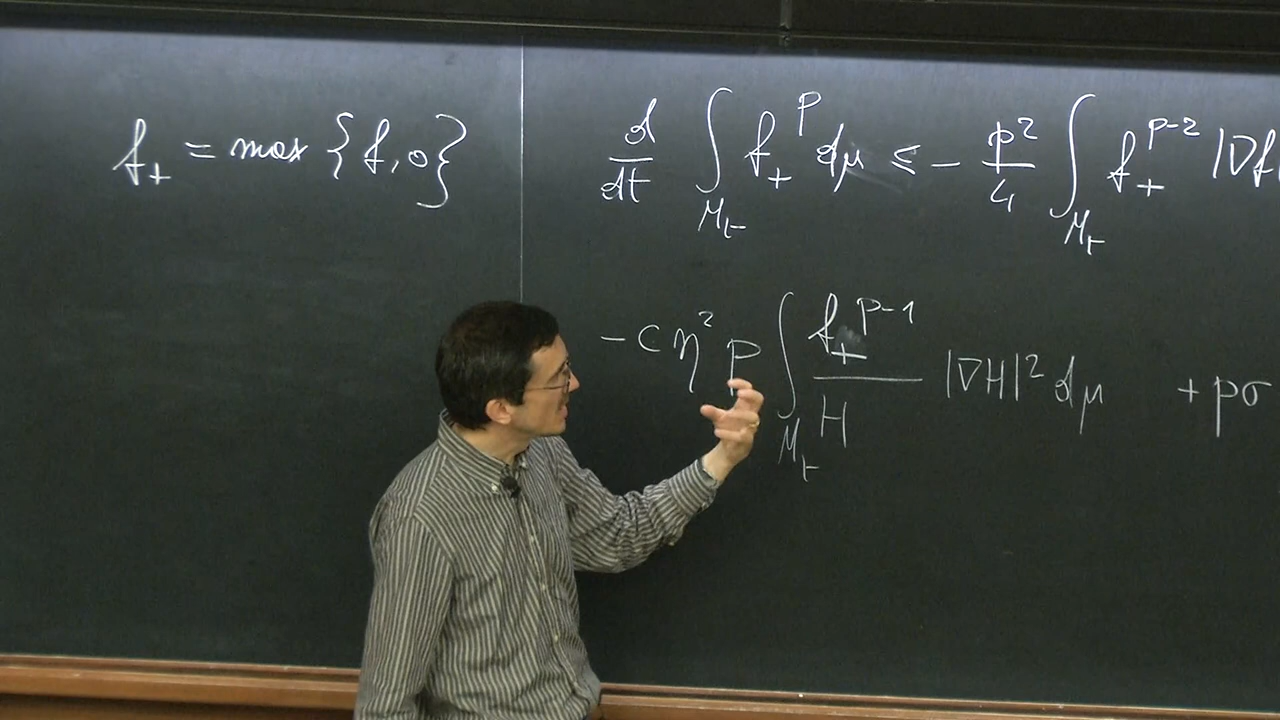 f₊ = max {f, 0}
d/dt ∫_{M_t} f₊^p dμ ≤ - p²/4 ∫_{M_t} f₊^{p-2} |∇f
- C η² p ∫_{M_t} f₊^{p-1}/H |∇H|² dμ + pσ